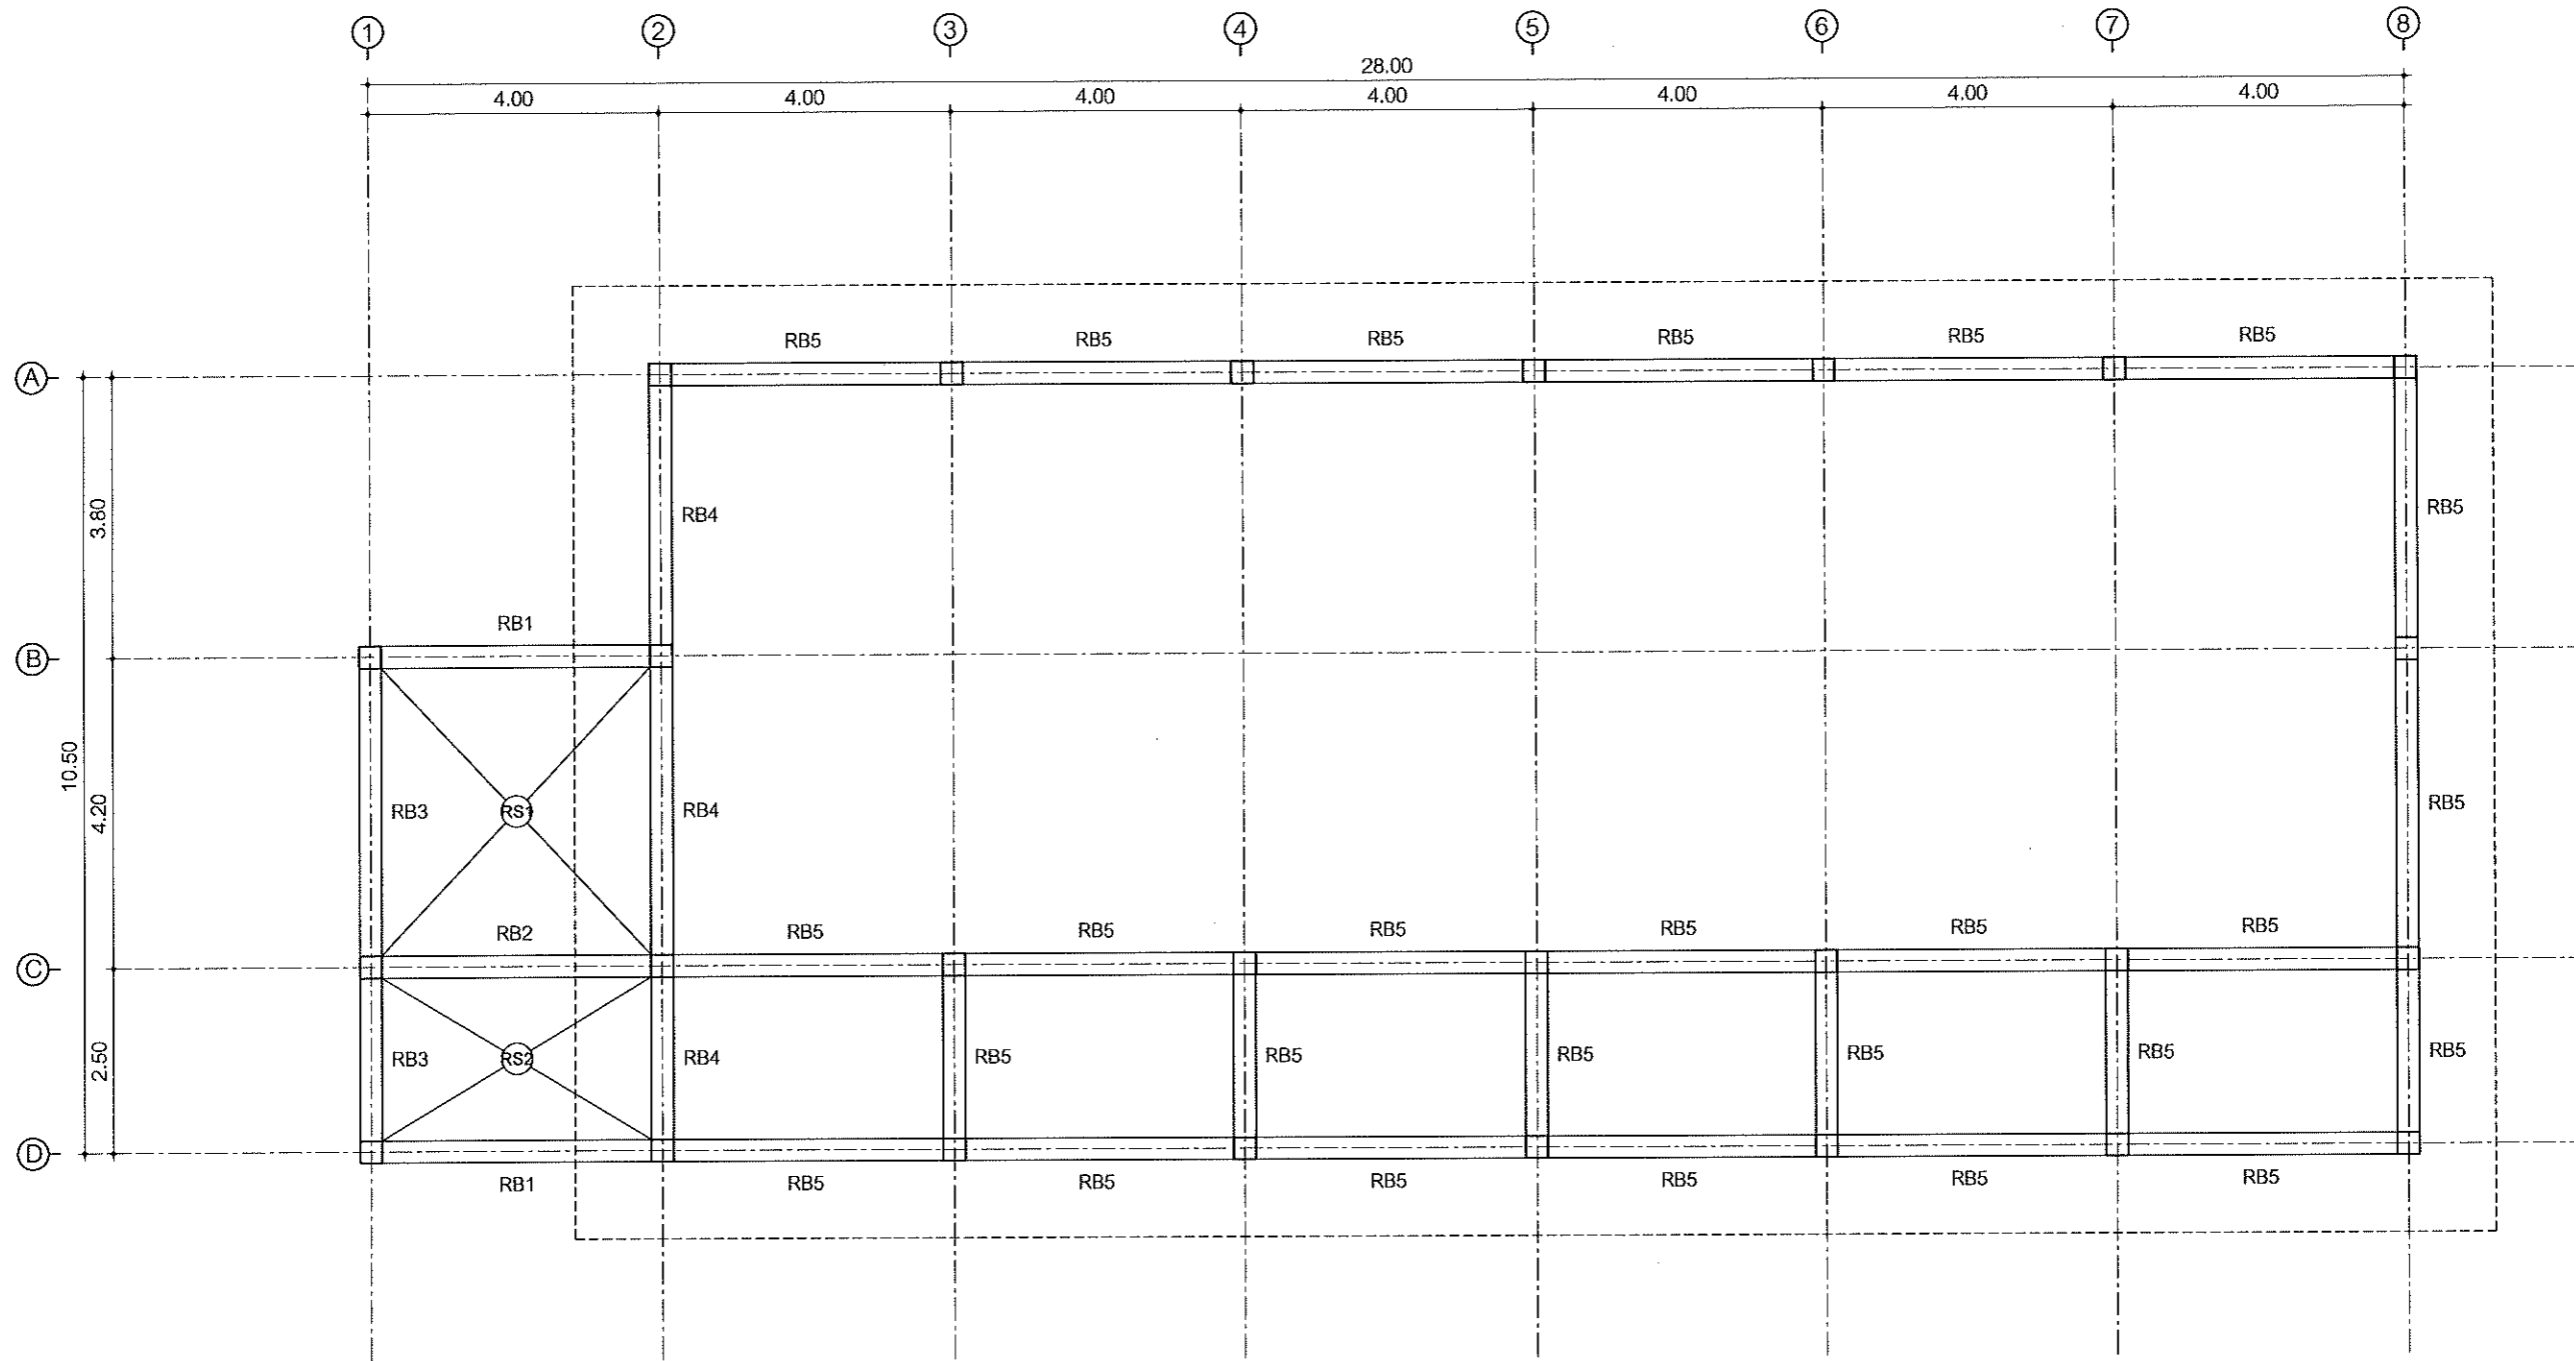 1 2 3 4 5 6 7 8
28.00
4.00 4.00 4.00 4.00 4.00 4.00 4.00
RB5 RB5 RB5 RB5 RB5 RB5
A
3.80
RB4 RB5
RB1
B
10.50
4.20
RB3 RS1 RB4 RB5
RB2 RB5 RB5 RB5 RB5 RB5 RB5
C
2.50
RB3 RS2 RB4 RB5 RB5 RB5 RB5 RB5 RB5
D
RB1 RB5 RB5 RB5 RB5 RB5 RB5